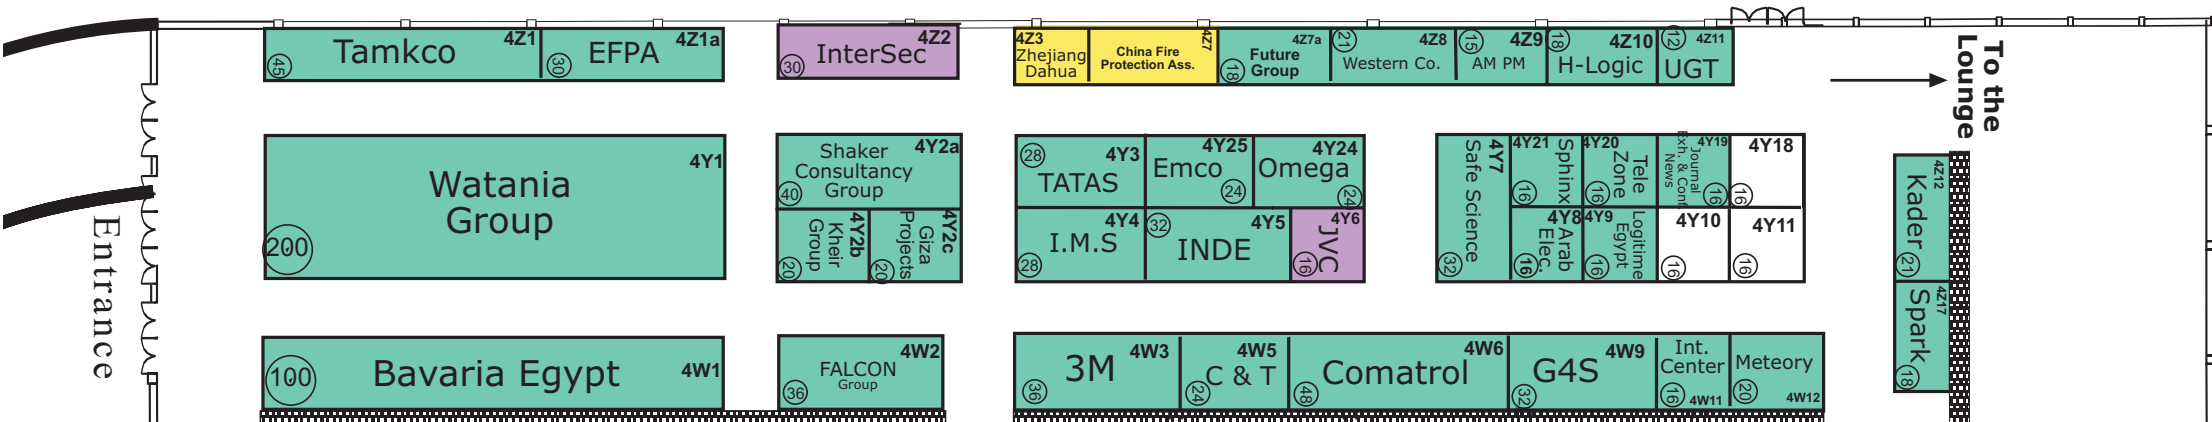 4Z1
Tamkco
45
4Z1a
EFPA
30
4Z2
InterSec
30
4Z3
Zhejiang
Dahua
4Z7
China Fire
Protection Ass.
4Z7a
Future
Group
18
21
4Z8
Western Co.
15
4Z9
AM PM
18
4Z10
H-Logic
12
4Z11
UGT
To the
Lounge
4Y1
Watania
Group
200
4Y2a
Shaker
Consultancy
Group
40
4Y2b
Kheir
Group
20
4Y2c
Giza
Projects
20
28
4Y3
TATAS
4Y25
Emco
24
4Y24
Omega
24
4Y4
I.M.S
28
32
4Y5
INDE
4Y6
JVC
16
4Y7
Safe Science
32
4Y21
Sphinx
16
4Y20
Tele
Zone
16
4Y19
Journal
Exh. & Conf.
News
16
4Y18
16
4Y8
Arab
Elec.
16
4Y9
Logitime
Egypt
16
4Y10
16
4Y11
16
4Z12
Kader
21
4Z17
Spark
18
Entrance
4W1
Bavaria Egypt
100
4W2
FALCON
Group
36
4W3
3M
36
4W5
C & T
24
4W6
Comatrol
48
4W9
G4S
32
Int.
Center
16
4W11
Meteory
20
4W12